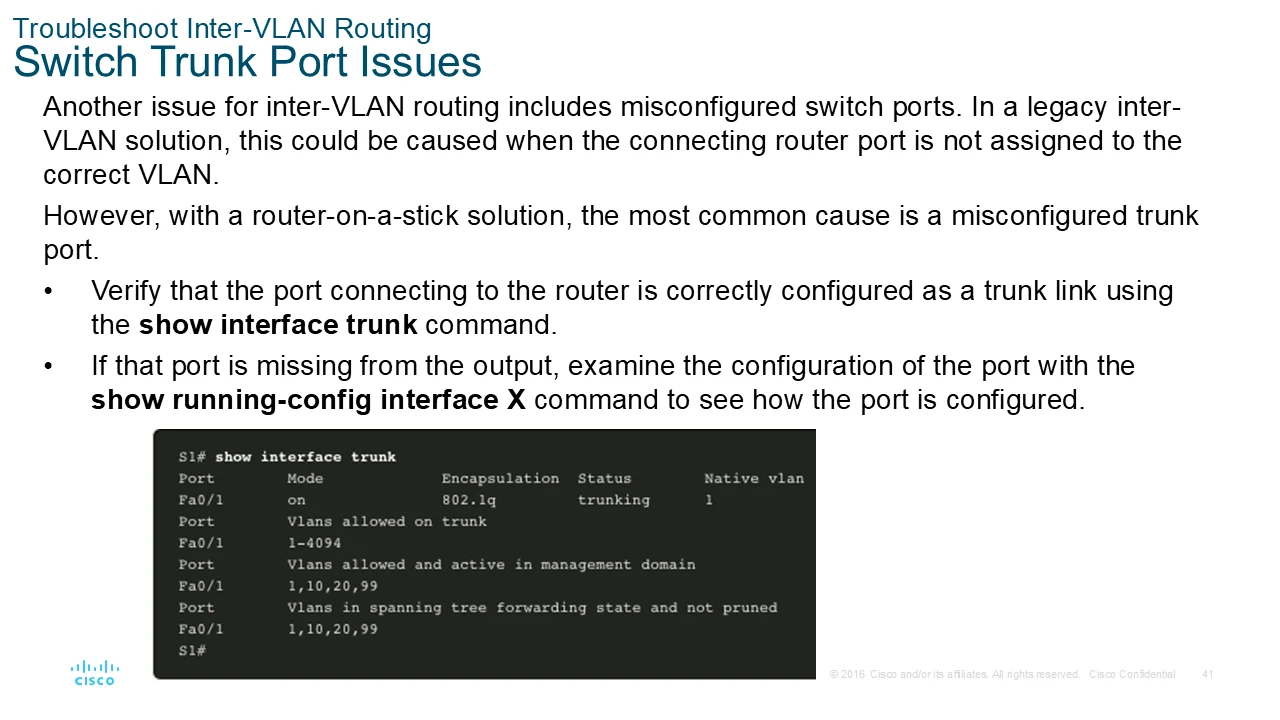 Troubleshoot Inter-VLAN Routing
Switch Trunk Port Issues
Another issue for inter-VLAN routing includes misconfigured switch ports. In a legacy inter-
VLAN solution, this could be caused when the connecting router port is not assigned to the
correct VLAN.
However, with a router-on-a-stick solution, the most common cause is a misconfigured trunk
port.
• Verify that the port connecting to the router is correctly configured as a trunk link using
the show interface trunk command.
• If that port is missing from the output, examine the configuration of the port with the
show running-config interface X command to see how the port is configured.
S1# show interface trunk
Port Mode Encapsulation Status Native vlan
Fa0/1 on 802.1q trunking 1
Port Vlans allowed on trunk
Fa0/1 1-4094
Port Vlans allowed and active in management domain
Fa0/1 1,10,20,99
Port Vlans in spanning tree forwarding state and not pruned
Fa0/1 1,10,20,99
S1#
CISCO
© 2016 Cisco and/or its affiliates. All rights reserved. Cisco Confidential 41